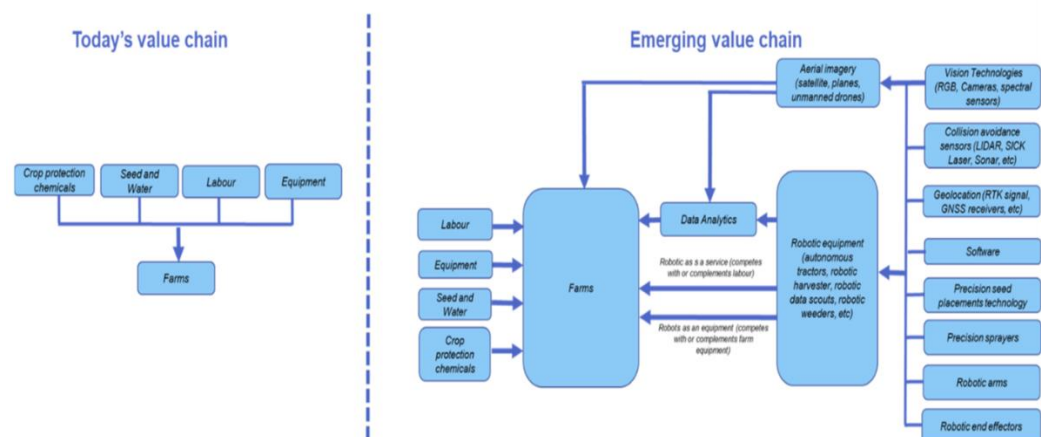 Today's value chain
Crop protection
chemicals
Seed and
Water
Labour
Equipment
Farms
Emerging value chain
Aerial imagery
(satellite, planes,
unmanned drones)
Vision Technologies
(RGB, Cameras, spectral
sensors)
Collision avoidance
sensors (LIDAR, SICK
Laser, Sonar, etc)
Geolocation (RTK signal,
GNSS receivers, etc)
Software
Precision seed
placements technology
Precision sprayers
Robotic arms
Robotic end effectors
Labour
Equipment
Seed and
Water
Crop
protection
chemicals
Farms
Data Analytics
Robotic as s a service (competes
with or complements labour)
Robots as an equipment (competes
with or complements farm
equipment)
Robotic equipment
(autonomous
tractors, robotic
harvester, robotic
data scouts, robotic
weeders, etc)